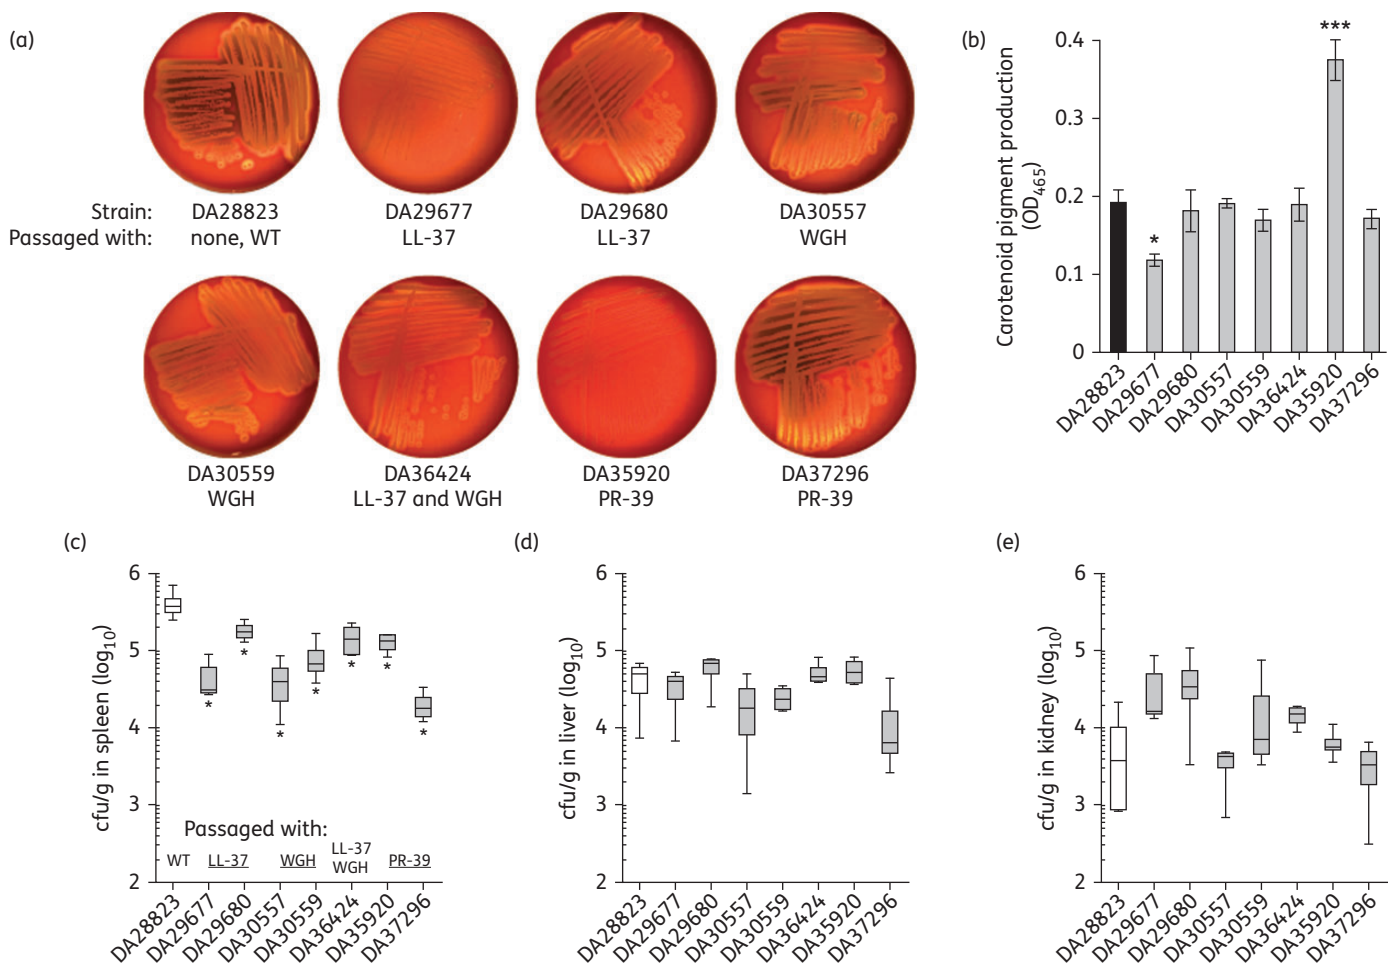 (a)
Strain: DA28823 DA29677 DA29680 DA30557
Passaged with: none, WT LL-37 LL-37 WGH
DA30559 DA36424 DA35920 DA37296
WGH LL-37 and WGH PR-39 PR-39
(b)
Carotenoid pigment production
(OD465)
0.4
0.3
0.2
0.1
0
*
***
DA28823
DA29677
DA29680
DA30557
DA30559
DA36424
DA35920
DA37296
(c)
cfu/g in spleen (log10)
6
5
4
3
2
* * * * * * *
Passaged with:
WT LL-37 WGH LL-37 WGH PR-39
DA28823
DA29677
DA29680
DA30557
DA30559
DA36424
DA35920
DA37296
(d)
cfu/g in liver (log10)
6
5
4
3
2
DA28823
DA29677
DA29680
DA30557
DA30559
DA36424
DA35920
DA37296
(e)
cfu/g in kidney (log10)
6
5
4
3
2
DA28823
DA29677
DA29680
DA30557
DA30559
DA36424
DA35920
DA37296